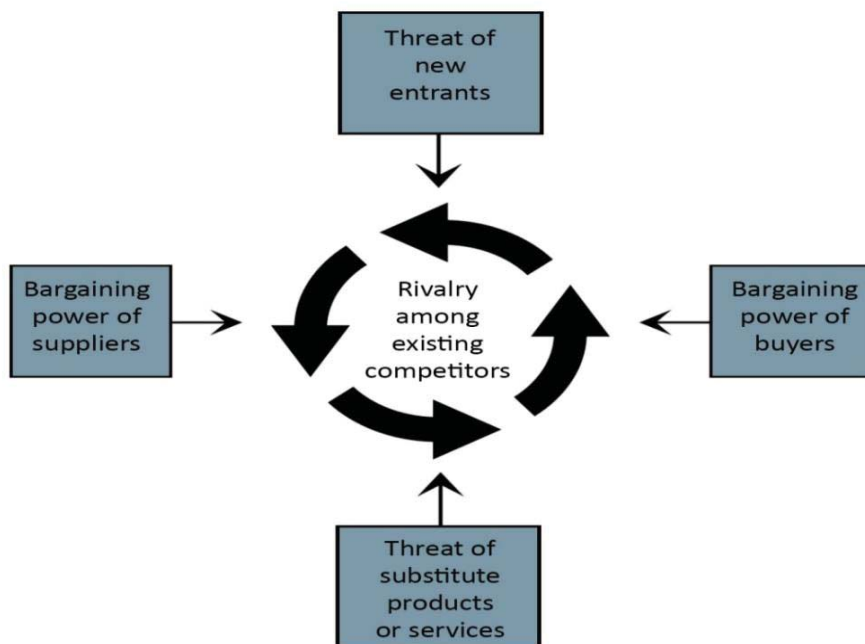 Threat of
new
entrants
Bargaining
power of
suppliers
Rivalry
among
existing
competitors
Bargaining
power of
buyers
Threat of
substitute
products
or services